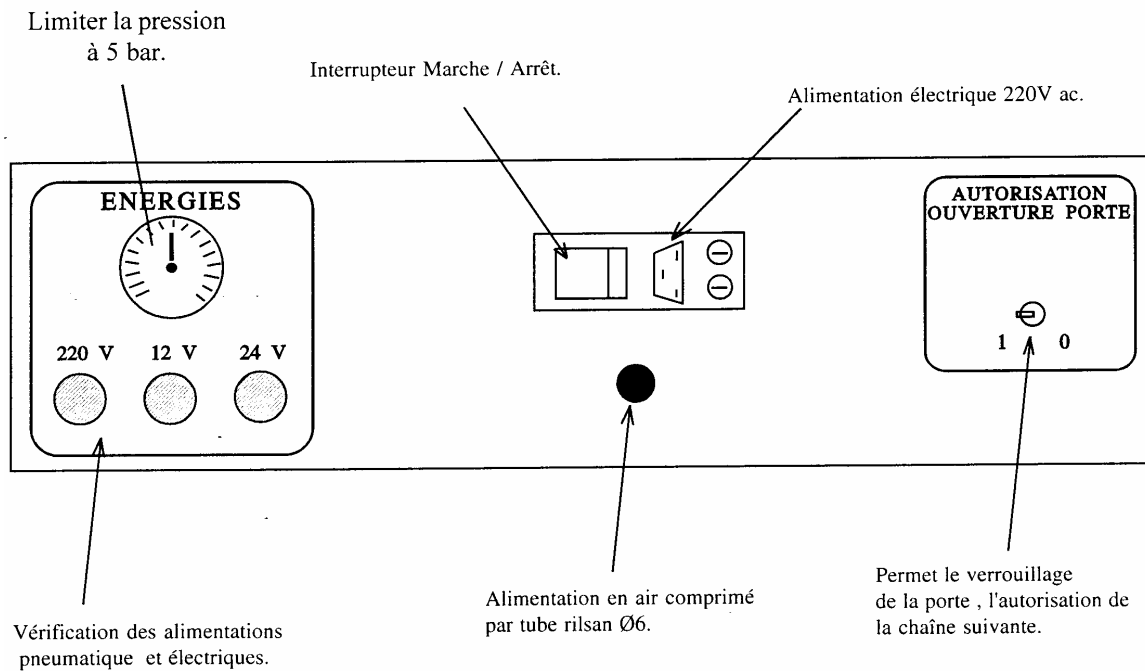 Limiter la pression
à 5 bar.
Interrupteur Marche / Arrêt.
Alimentation électrique 220V ac.
ENERGIES
220 V 12 V 24 V
AUTORISATION
OUVERTURE PORTE
1 0
Vérification des alimentations
pneumatique et électriques.
Alimentation en air comprimé
par tube rilsan Ø6.
Permet le verrouillage
de la porte , l'autorisation de
la chaîne suivante.